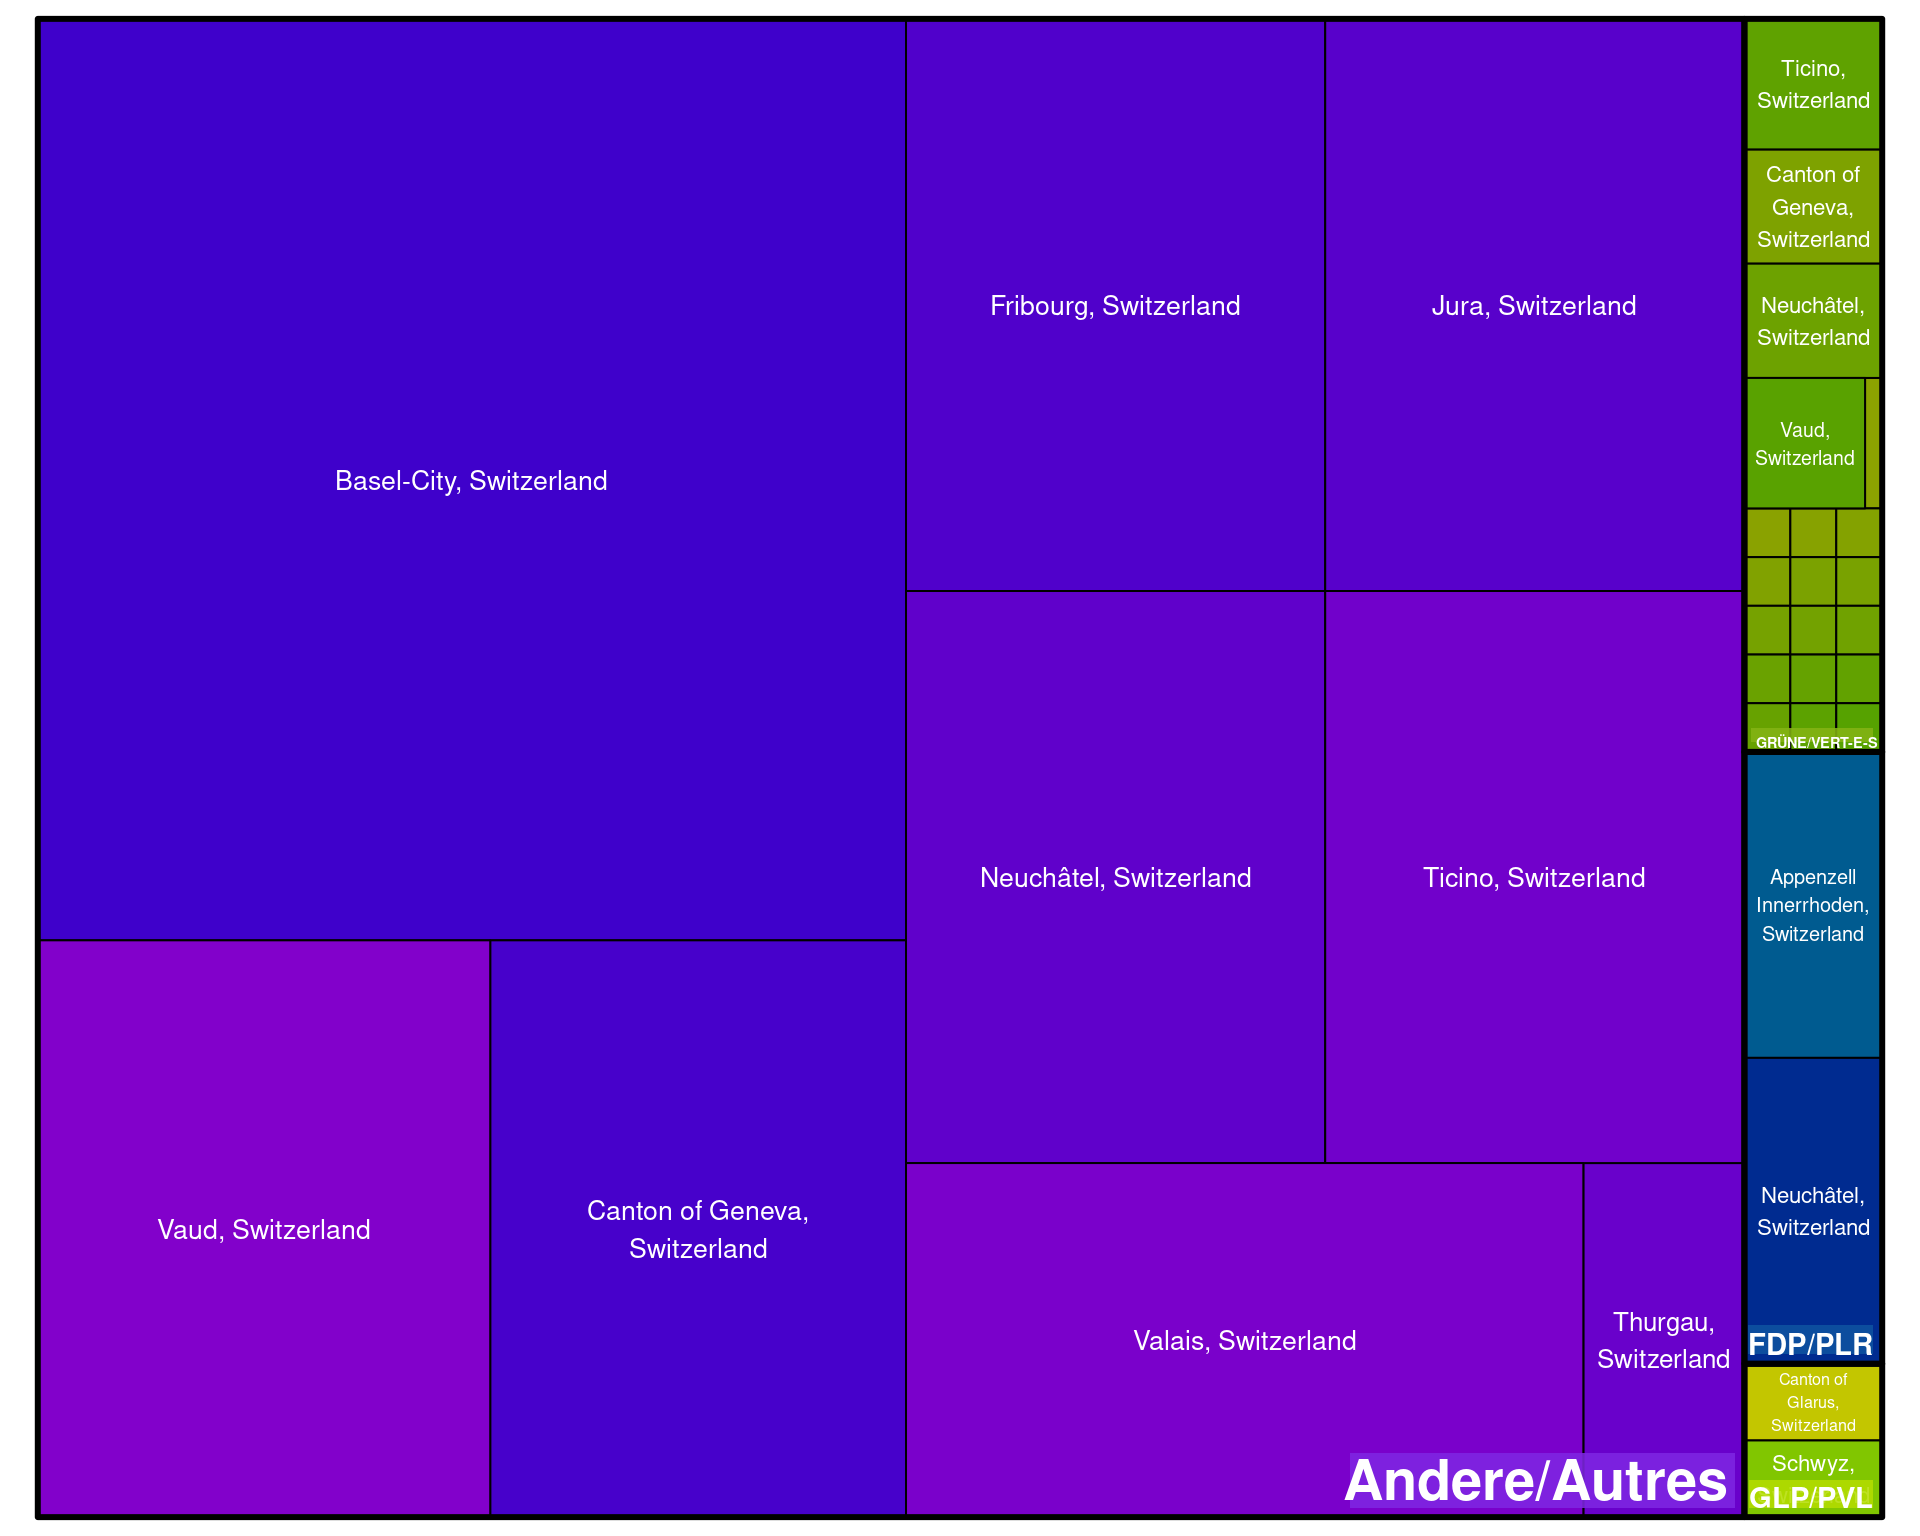 Basel-City, Switzerland
Fribourg, Switzerland
Jura, Switzerland
Neuchâtel, Switzerland
Ticino, Switzerland
Vaud, Switzerland
Canton of Geneva,
Switzerland
Valais, Switzerland
Thurgau,
Switzerland
Andere/Autres
Ticino,
Switzerland
Canton of
Geneva,
Switzerland
Neuchâtel,
Switzerland
Vaud,
Switzerland
GRÜNE/VERT-E-S
Appenzell
Innerrhoden,
Switzerland
Neuchâtel,
Switzerland
FDP/PLR
Canton of
Glarus,
Switzerland
Schwyz,
GLP/PVL